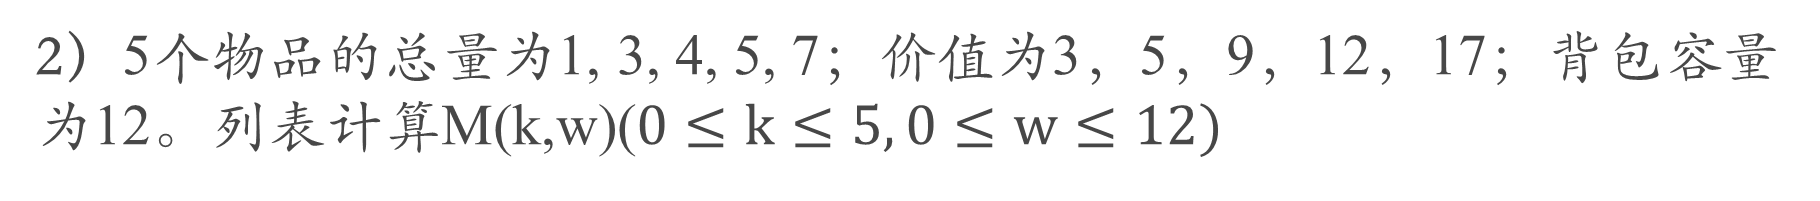 2）5个物品的总量为1, 3, 4, 5, 7；价值为3，5，9，12，17；背包容量
为12。列表计算M(k,w)(0 ≤ k ≤ 5, 0 ≤ w ≤ 12)